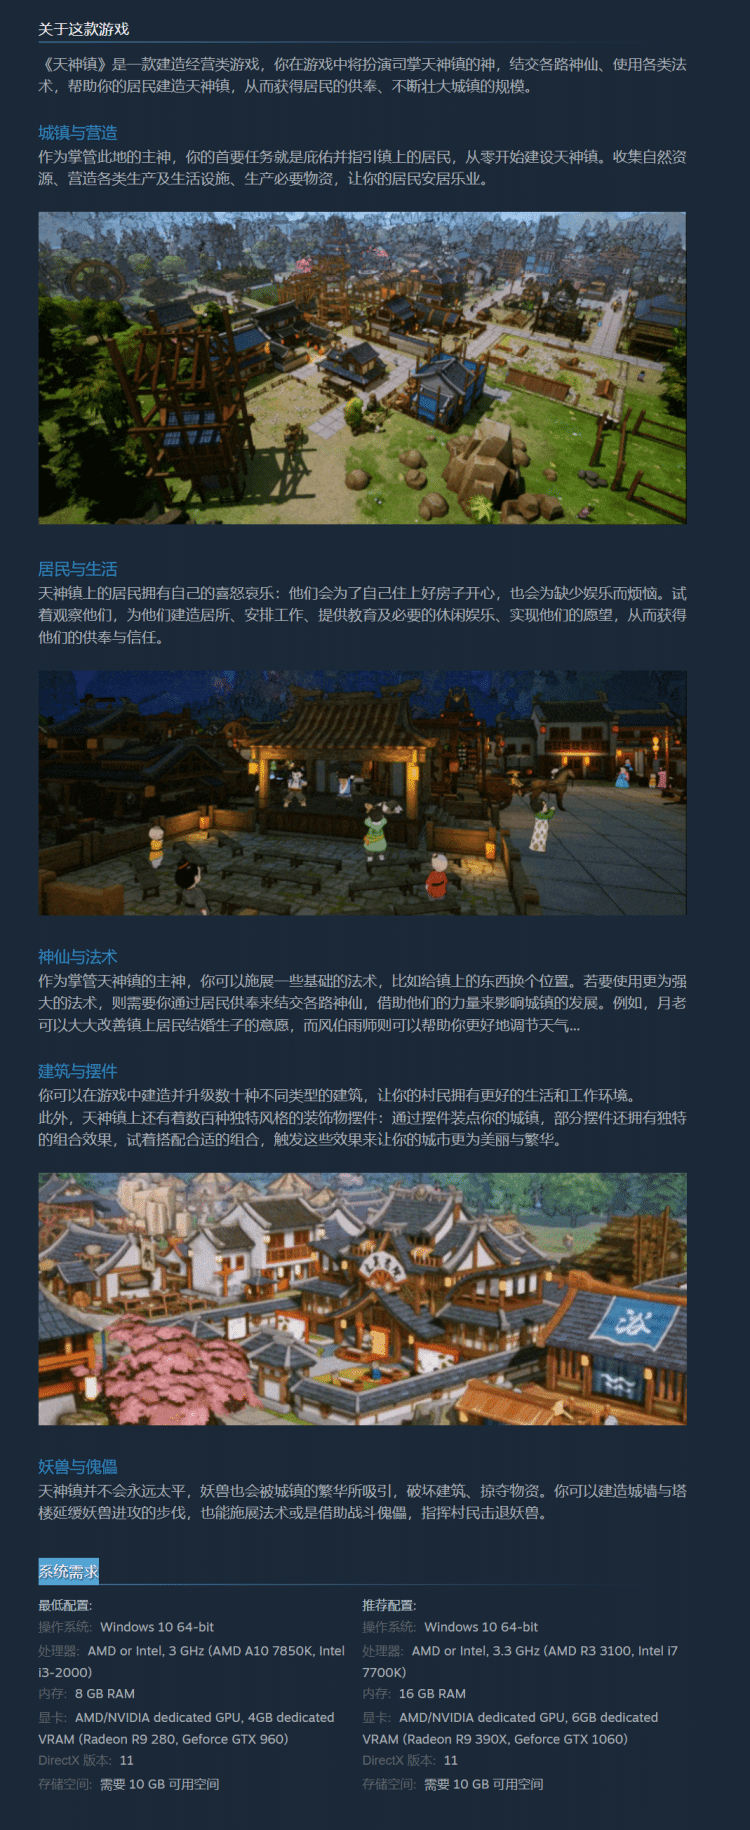 关于这款游戏
《天神镇》是一款建造经营类游戏，你在游戏中将扮演司掌天神镇的神，结交各路神仙、使用各类法
术，帮助你的居民建造天神镇，从而获得居民的供奉、不断壮大城镇的规模。
城镇与营造
作为掌管此地的主神，你的首要任务就是庇佑并指引镇上的居民，从零开始建设天神镇。收集自然资
源、营造各类生产及生活设施、生产必要物资，让你的居民安居乐业。
居民与生活
天神镇上的居民拥有自己的喜怒哀乐：他们会为了自己住上好房子开心，也会为缺少娱乐而烦恼。试
着观察他们，为他们建造居所、安排工作、提供教育及必要的休闲娱乐、实现他们的愿望，从而获得
他们的供奉与信任。
神仙与法术
作为掌管天神镇的主神，你可以施展一些基础的法术，比如给镇上的东西换个位置。若要使用更为强
大的法术，则需要你通过居民供奉来结交各路神仙，借助他们的力量来影响城镇的发展。例如，月老
可以大大改善镇上居民结婚生子的意愿，而风伯雨师则可以帮助你更好地调节天气...
建筑与摆件
你可以在游戏中建造并升级数十种不同类型的建筑，让你的村民拥有更好的生活和工作环境。
此外，天神镇上还有着数百种独特风格的装饰物摆件：通过摆件装点你的城镇，部分摆件还拥有独特
的组合效果，试着搭配合适的组合，触发这些效果来让你的城市更为美丽与繁华。
妖兽与傀儡
天神镇并不会永远太平，妖兽也会被城镇的繁华所吸引，破坏建筑、掠夺物资。你可以建造城墙与塔
楼延缓妖兽进攻的步伐，也能施展法术或是借助战斗傀儡，指挥村民击退妖兽。
系统需求
最低配置:
操作系统: Windows 10 64-bit
处理器: AMD or Intel, 3 GHz (AMD A10 7850K, Intel
i3-2000)
内存: 8 GB RAM
显卡: AMD/NVIDIA dedicated GPU, 4GB dedicated
VRAM (Radeon R9 280, Geforce GTX 960)
DirectX 版本: 11
存储空间: 需要 10 GB 可用空间
推荐配置:
操作系统: Windows 10 64-bit
处理器: AMD or Intel, 3.3 GHz (AMD R3 3100, Intel i7
7700K)
内存: 16 GB RAM
显卡: AMD/NVIDIA dedicated GPU, 6GB dedicated
VRAM (Radeon R9 390X, Geforce GTX 1060)
DirectX 版本: 11
存储空间: 需要 10 GB 可用空间